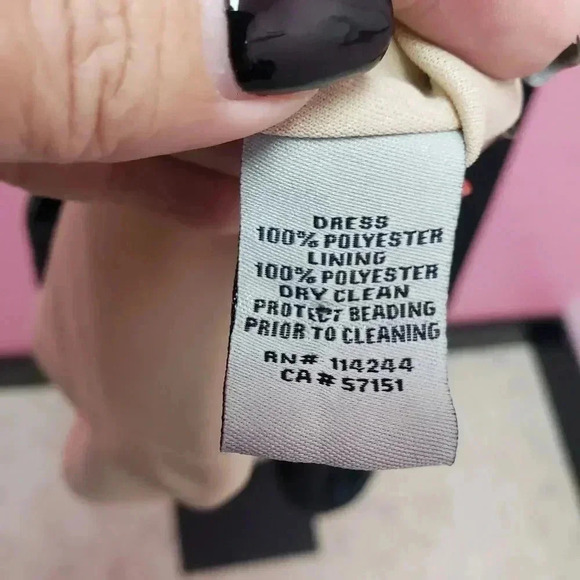 DRESS
100% POLYESTER
LINING
100% POLYESTER
DRY CLEAN
PROTECT BEADING
PRIOR TO CLEANING
RN# 114244
CA# 57151